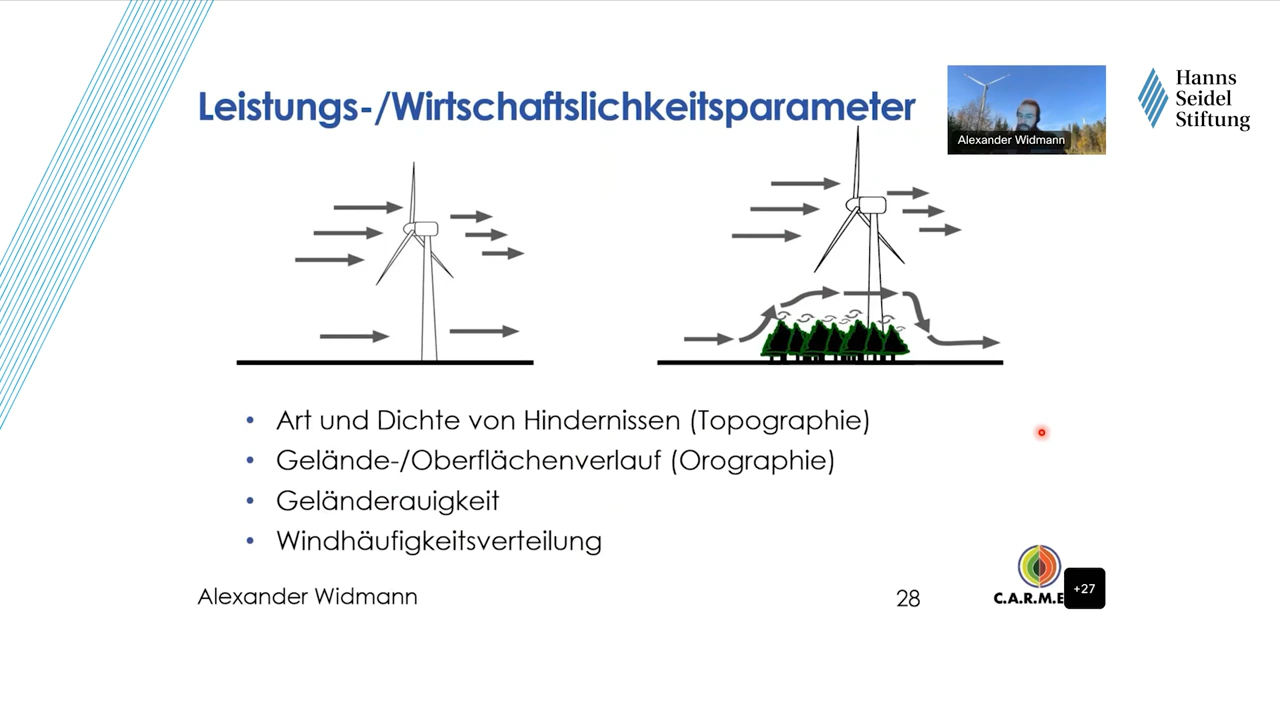 Leistungs-/Wirtschaftslichkeitsparameter
Alexander Widmann
Hanns
Seidel
Stiftung
• Art und Dichte von Hindernissen (Topographie)
• Gelände-/Oberflächenverlauf (Orographie)
• Geländerauigkeit
• Windhäufigkeitsverteilung
Alexander Widmann
28
C.A.R.M.E
+27